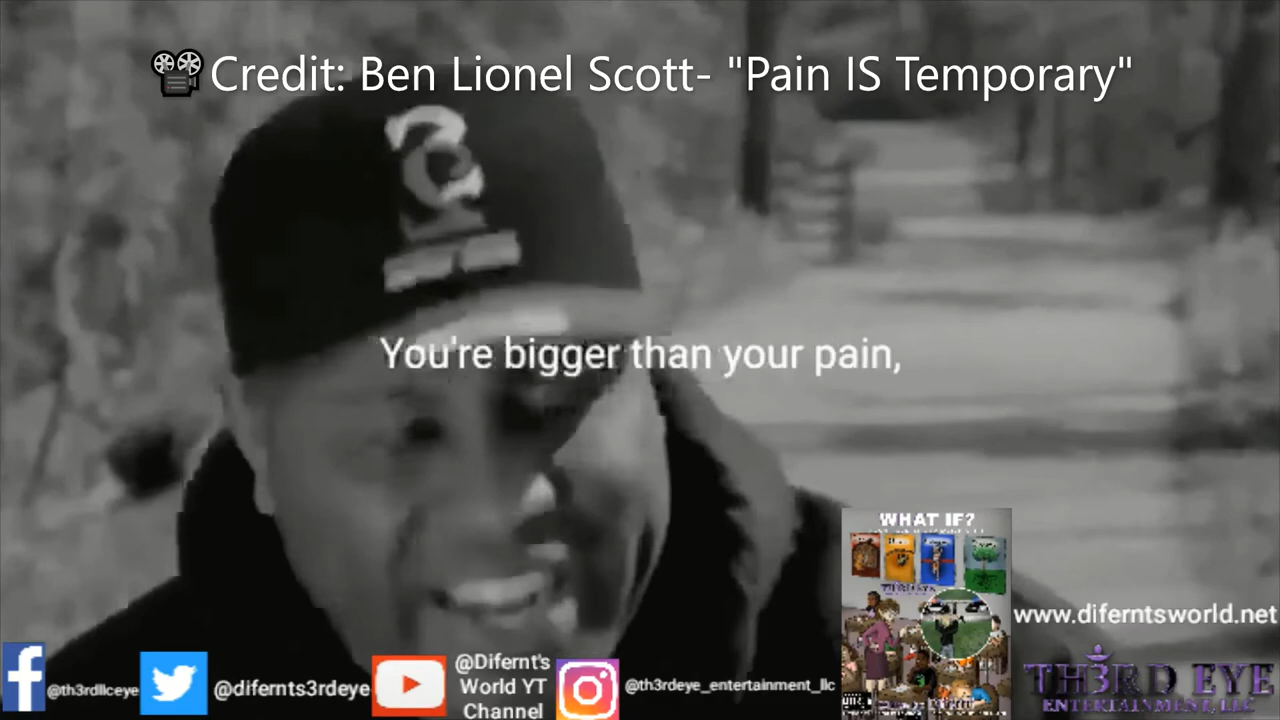 Credit: Ben Lionel Scott- "Pain IS Temporary"
You're bigger than your pain,
WHAT IF?
www.diferntsworld.net
@th3rdllceye
@difernts3rdeye
@Difernt's
World YT
Channel
@th3rdeye_entertainment_llc
TH3RD EYE
ENTERTAINMENT, LLC